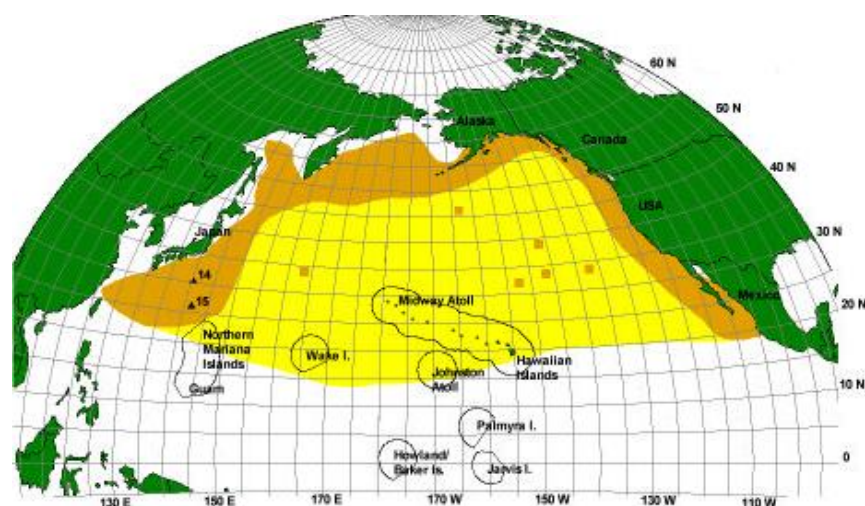 60 N
50 N
Alaska
Canada
40 N
USA
Japan
30 N
14
15
Mexico
20 N
Midway Atoll
Northern
Mariana
Islands
Wake I.
Hawaiian
Islands
Johnston
Atoll
Guam
10 N
Palmyra I.
Howland/
Baker Is.
Jarvis I.
0
130 E
150 E
170 E
170 W
150 W
130 W
110 W